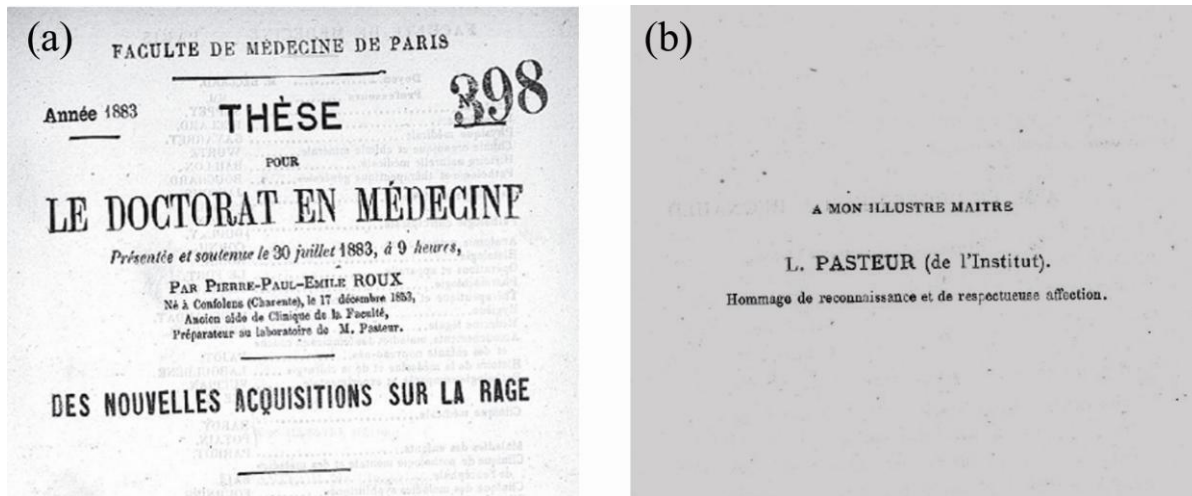 (a)
FACULTE DE MÉDECINE DE PARIS
Année 1883
THÈSE
N 398
POUR
LE DOCTORAT EN MÉDECINE
Présentée et soutenue le 30 juillet 1883, à 9 heures,
PAR PIERRE-PAUL-EMILE ROUX
Né à Confolens (Charente), le 17 décembre 1853,
Ancien aide de Clinique de la Faculté,
Préparateur au laboratoire de M. Pasteur.
DES NOUVELLES ACQUISITIONS SUR LA RAGE
(b)
A MON ILLUSTRE MAITRE
L. PASTEUR (de l'Institut).
Hommage de reconnaissance et de respectueuse affection.